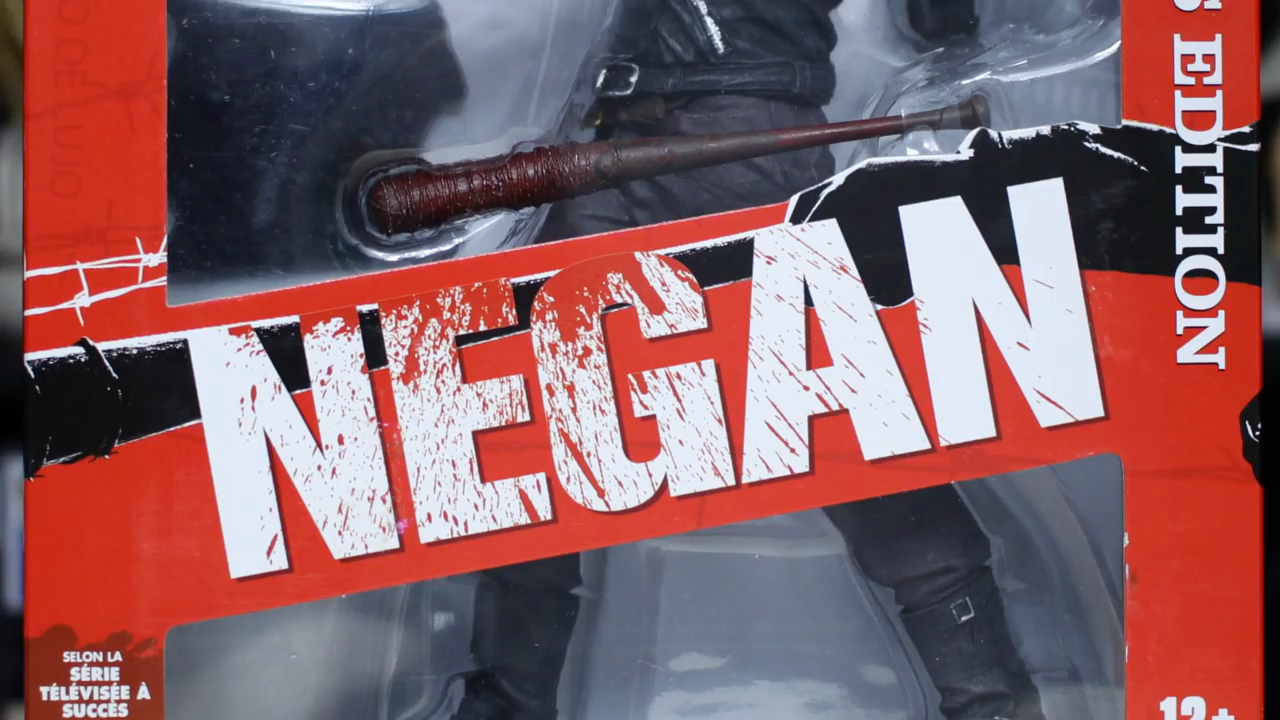 EDITION
NEGAN
SELON LA
SÉRIE
TÉLÉVISÉE À
SUCCÈS
12+